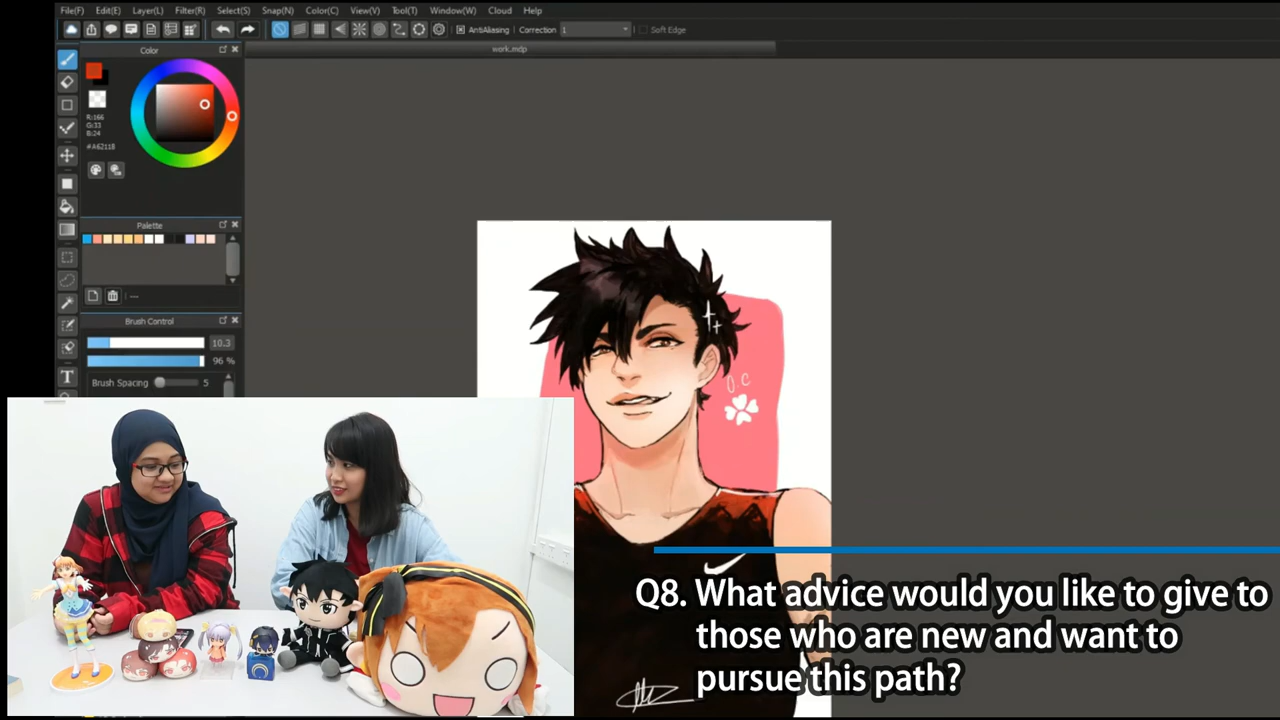 File(F) Edit(E) Layer(L) Filter(R) Select(S) Snap(N) Color(C) View(V) Tool(T) Window(W) Cloud Help
AntiAliasing Correction 1 Soft Edge
work.mdp
Color
R:166
G:33
B:24
#A62118
Palette
---
Brush Control
10.3
96 %
Brush Spacing 5
T
O.C
Q8. What advice would you like to give to
those who are new and want to
pursue this path?